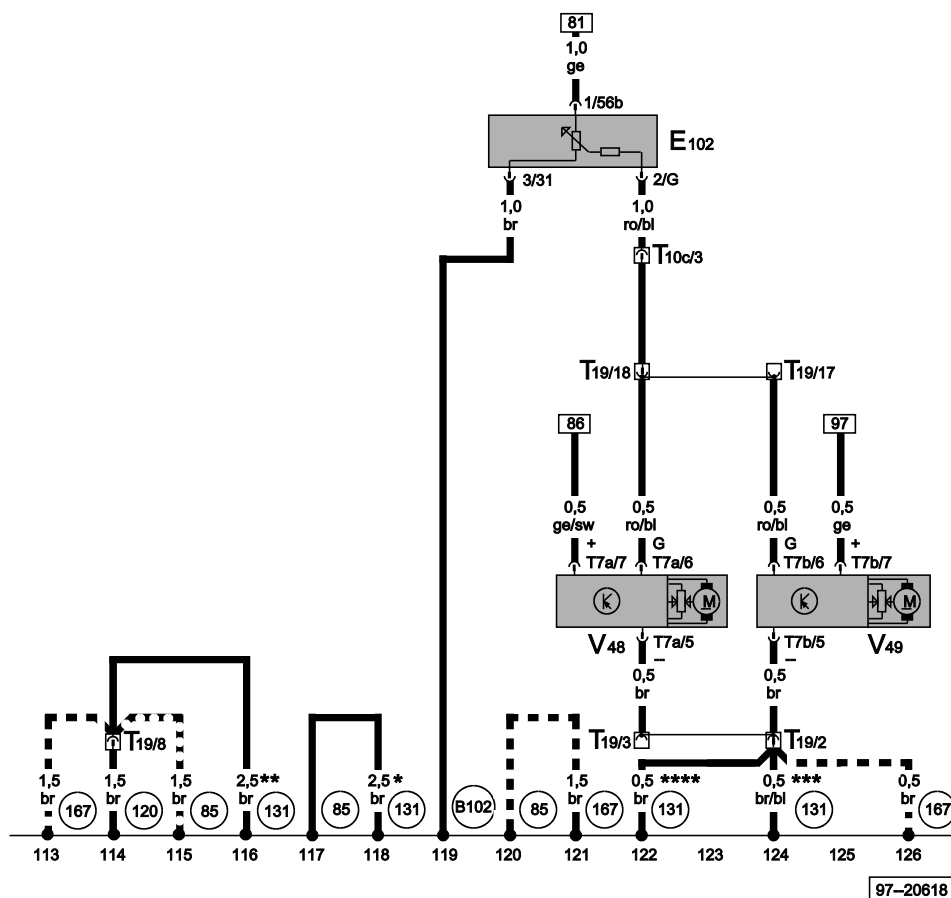 81
1,0
ge
1/56b
E102
3/31 2/G
1,0 1,0
br ro/bl
T10c/3
T19/18 T19/17
86 97
0,5 0,5 0,5 0,5
ge/sw ro/bl ro/bl ge
+ G G +
T7a/7 T7a/6 T7b/6 T7b/7
M M
V48 T7a/5 T7b/5 V49
– –
0,5 0,5
br br
T19/8 T19/3 T19/2
1,5 1,5 1,5 2,5** 2,5* 1,5 0,5**** 0,5*** 0,5
br br br br br br br br/bl br
167 120 85 131 85 131 B102 85 167 131 131 167
113 114 115 116 117 118 119 120 121 122 123 124 125 126
97–20618